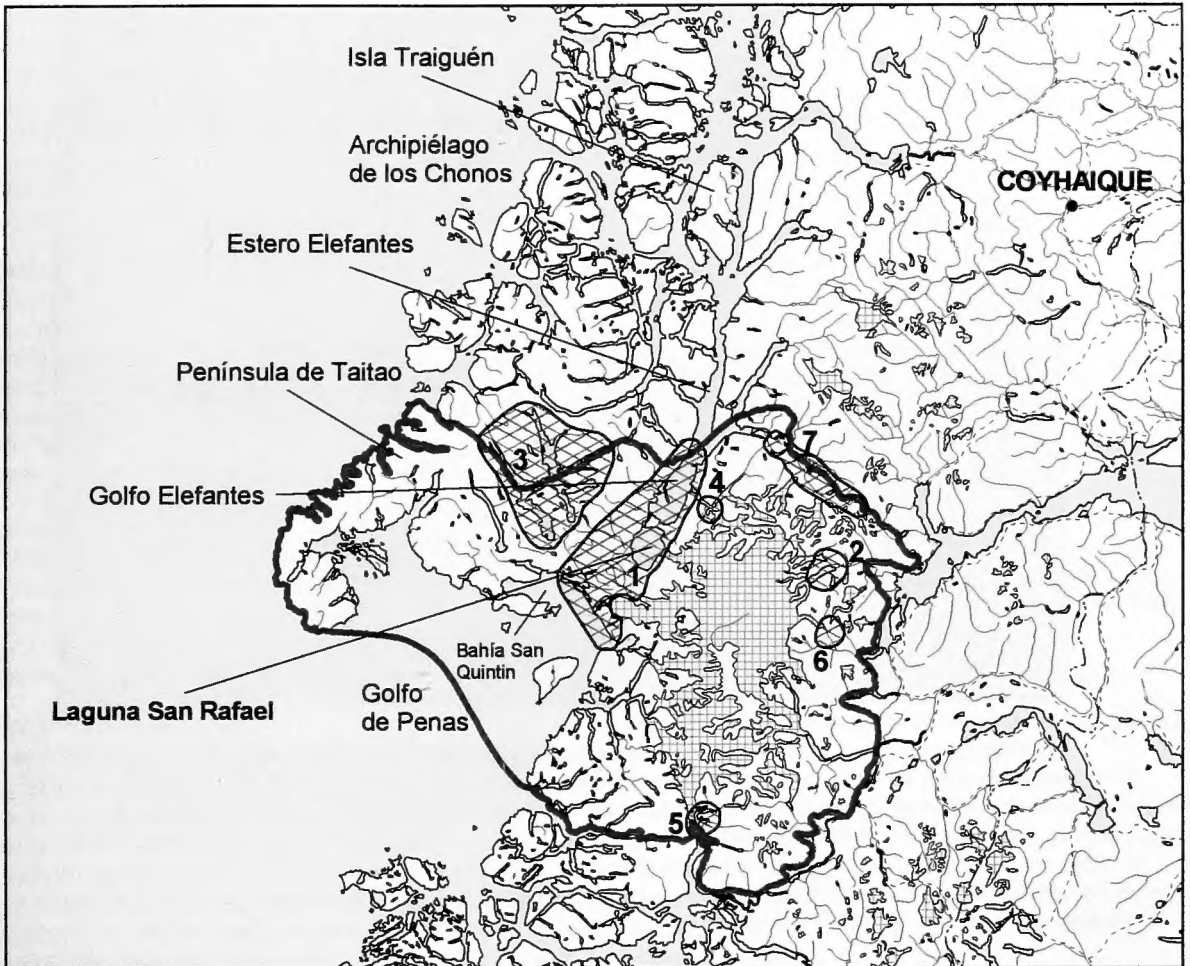 Isla Traiguén
Archipiélago
de los Chonos
COYHAIQUE
Estero Elefantes
Península de Taitao
7
3
Golfo Elefantes
4
2
1
6
Bahía San
Quintin
Golfo
de Penas
Laguna San Rafael
5